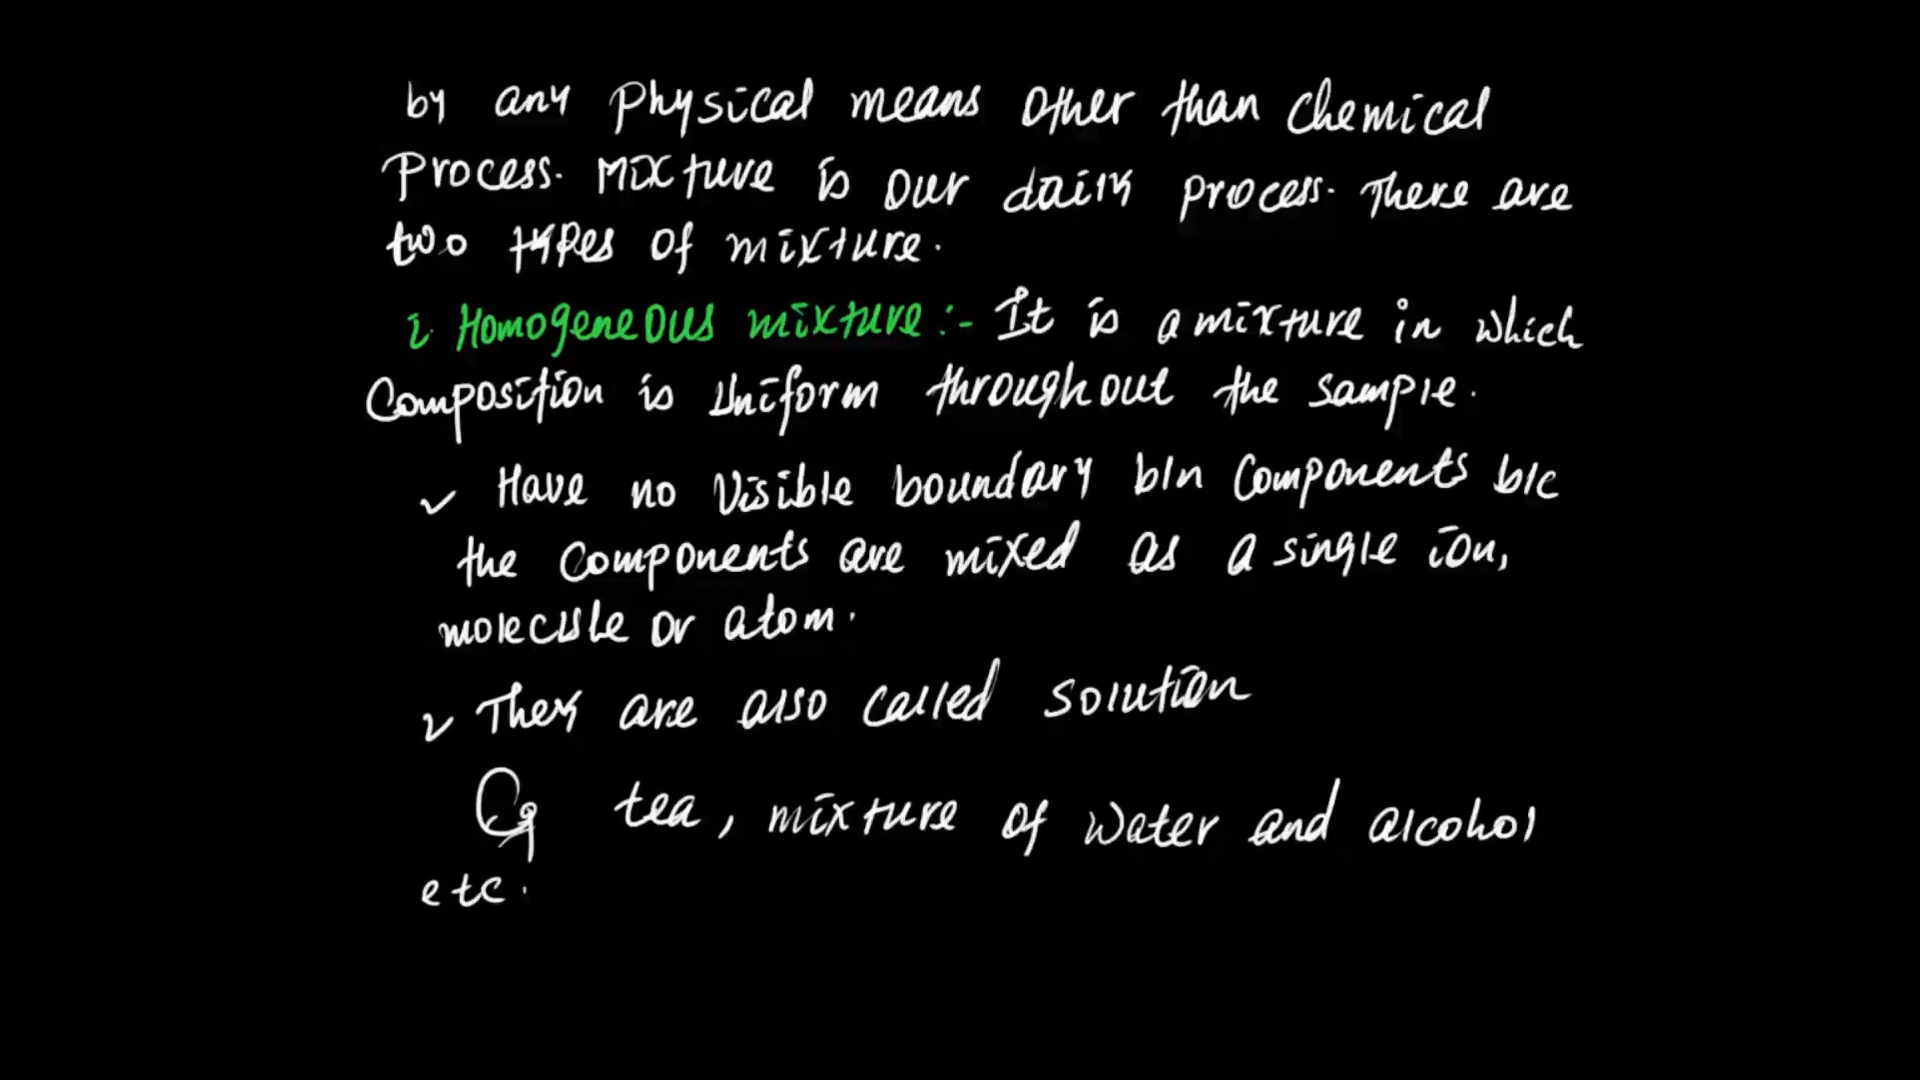 by any physical means other than chemical
Process. Mixture is our daily process. There are
two types of mixture.
i. Homogeneous mixture:- It is a mixture in which
Composition is Uniform throughout the sample.
✓ Have no Visible boundary b/n Components b/c
the Components are mixed as a single ion,
molecule or atom.
✓ They are also called solution
Eg tea, mixture of water and alcohol
etc.